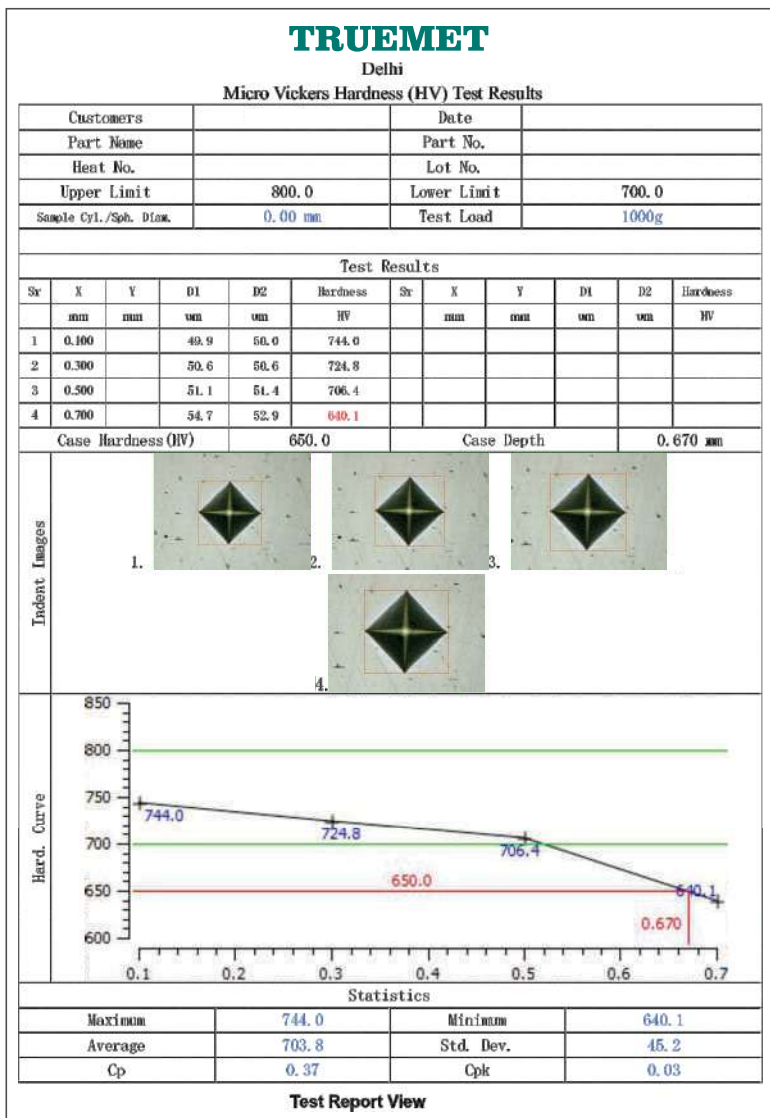 TRUEMET
Delhi
Micro Vickers Hardness (HV) Test Results
Customers Date
Part Name Part No.
Heat No. Lot No.
Upper Limit 800.0 Lower Limit 700.0
Sample Cyl./Sph. Diam. 0.00 mm Test Load 1000g
Test Results
Sr X Y D1 D2 Hardness Sr X Y D1 D2 Hardness
mm mm um um HV mm mm um um HV
1 0.100 49.9 50.0 744.0
2 0.300 50.6 50.6 724.8
3 0.500 51.1 51.4 706.4
4 0.700 54.7 52.9 640.1
Case Hardness(HV) 650.0 Case Depth 0.670 mm
Indent Images
1. 2. 3.
4.
Hard. Curve
850
800
750
700
650
600
744.0
724.8
706.4
640.1
650.0
0.670
0.1 0.2 0.3 0.4 0.5 0.6 0.7
Statistics
Maximum 744.0 Minimum 640.1
Average 703.8 Std. Dev. 45.2
Cp 0.37 Cpk 0.03
Test Report View